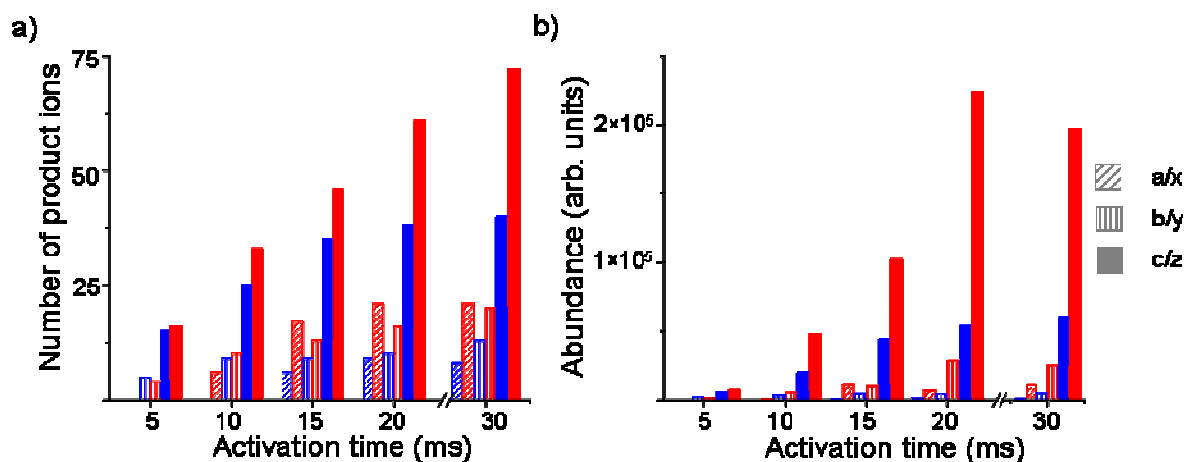 a)
75
50
25
Number of product ions
5 10 15 20 30
Activation time (ms)
b)
2×10⁵
1×10⁵
Abundance (arb. units)
5 10 15 20 30
Activation time (ms)
a/x
b/y
c/z